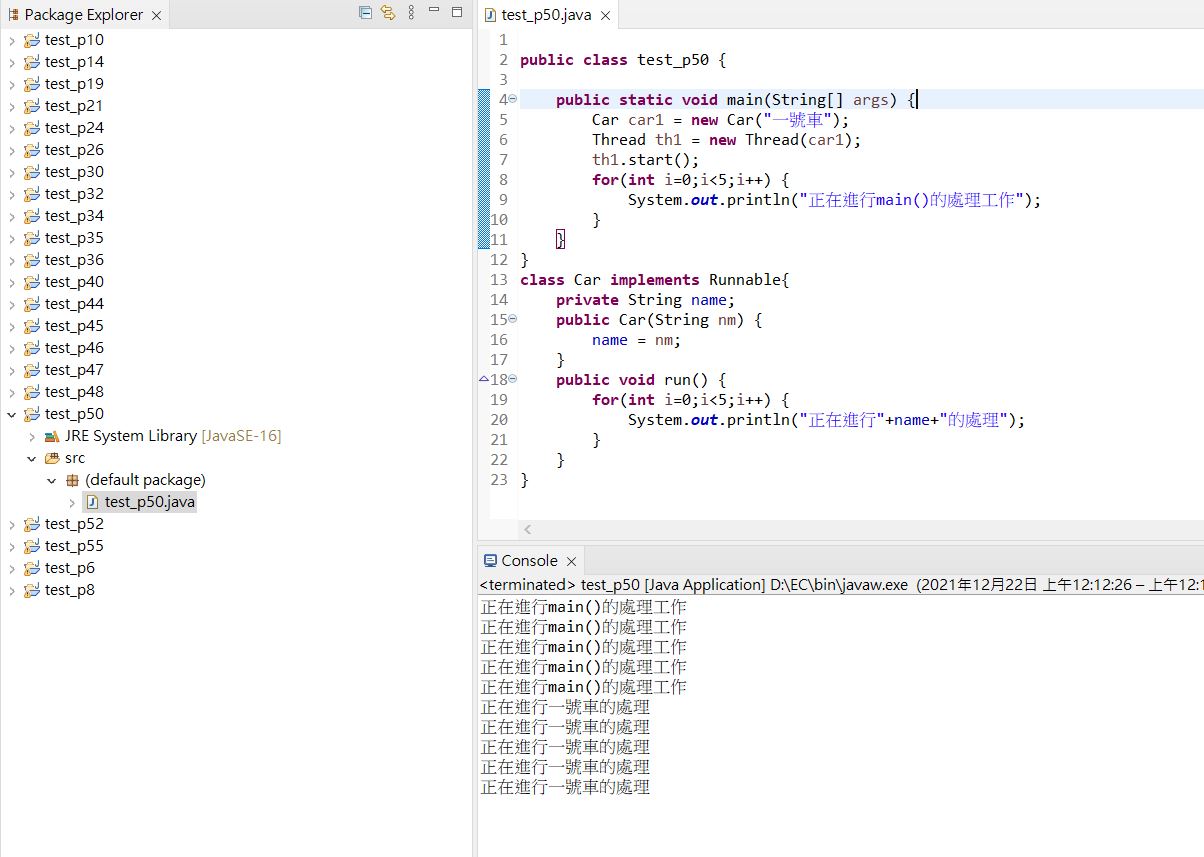 Package Explorer
test_p10
test_p14
test_p19
test_p21
test_p24
test_p26
test_p30
test_p32
test_p34
test_p35
test_p36
test_p40
test_p44
test_p45
test_p46
test_p47
test_p48
test_p50
JRE System Library [JavaSE-16]
src
(default package)
test_p50.java
test_p52
test_p55
test_p6
test_p8
test_p50.java
1
2 public class test_p50 {
3
4 public static void main(String[] args) {
5 Car car1 = new Car("一號車");
6 Thread th1 = new Thread(car1);
7 th1.start();
8 for(int i=0;i<5;i++) {
9 System.out.println("正在進行main()的處理工作");
10 }
11 }
12 }
13 class Car implements Runnable{
14 private String name;
15 public Car(String nm) {
16 name = nm;
17 }
18 public void run() {
19 for(int i=0;i<5;i++) {
20 System.out.println("正在進行"+name+"的處理");
21 }
22 }
23 }
Console
<terminated> test_p50 [Java Application] D:\EC\bin\javaw.exe (2021年12月22日 上午12:12:26 – 上午12:1
正在進行main()的處理工作
正在進行main()的處理工作
正在進行main()的處理工作
正在進行main()的處理工作
正在進行main()的處理工作
正在進行一號車的處理
正在進行一號車的處理
正在進行一號車的處理
正在進行一號車的處理
正在進行一號車的處理